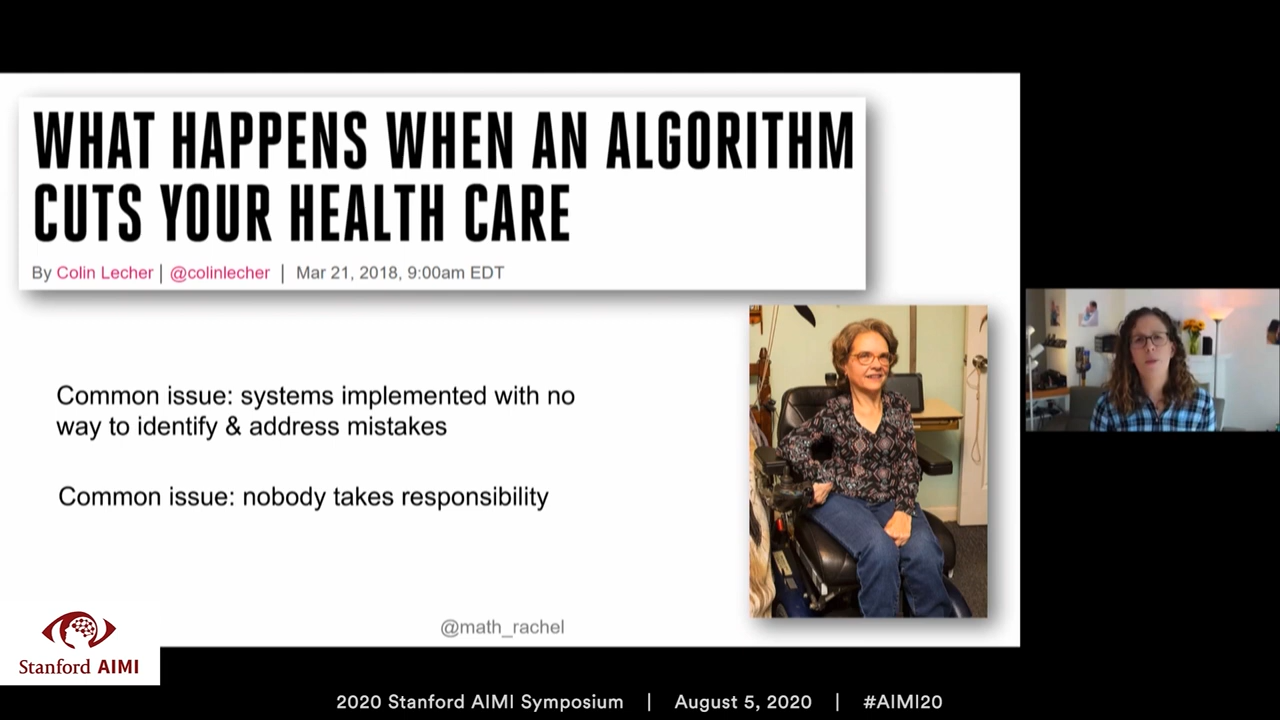 WHAT HAPPENS WHEN AN ALGORITHM
CUTS YOUR HEALTH CARE
By Colin Lecher | @colinlecher | Mar 21, 2018, 9:00am EDT
Common issue: systems implemented with no
way to identify & address mistakes
Common issue: nobody takes responsibility
@math_rachel
Stanford AIMI
2020 Stanford AIMI Symposium | August 5, 2020 | #AIMI20